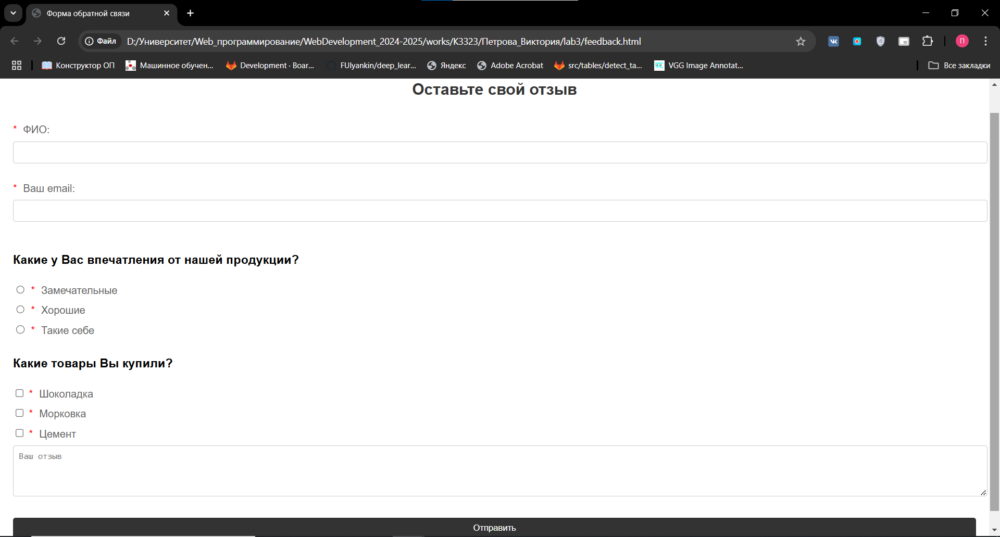 Форма обратной связи
Файл D:/Университет/Web_программирование/WebDevelopment_2024-2025/works/K3323/Петрова_Виктория/lab3/feedback.html
П
Конструктор ОП Машинное обучен... Development · Boar... FUlyankin/deep_lear... Яндекс Adobe Acrobat src/tables/detect_ta... VGG Image Annotat... Все закладки
Оставьте свой отзыв
* ФИО:
* Ваш email:
Какие у Вас впечатления от нашей продукции?
* Замечательные
* Хорошие
* Такие себе
Какие товары Вы купили?
* Шоколадка
* Морковка
* Цемент
Ваш отзыв
Отправить